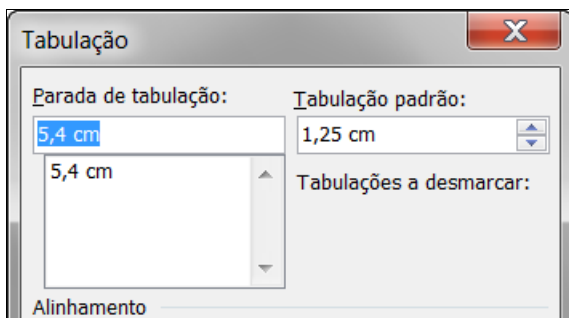 Tabulação
Parada de tabulação:
Tabulação padrão:
5,4 cm
1,25 cm
5,4 cm
Tabulações a desmarcar:
Alinhamento